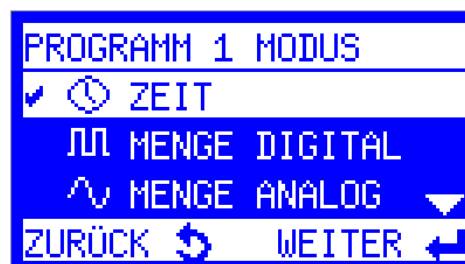 PROGRAMM 1 MODUS
ZEIT
MENGE DIGITAL
MENGE ANALOG
ZURÜCK WEITER